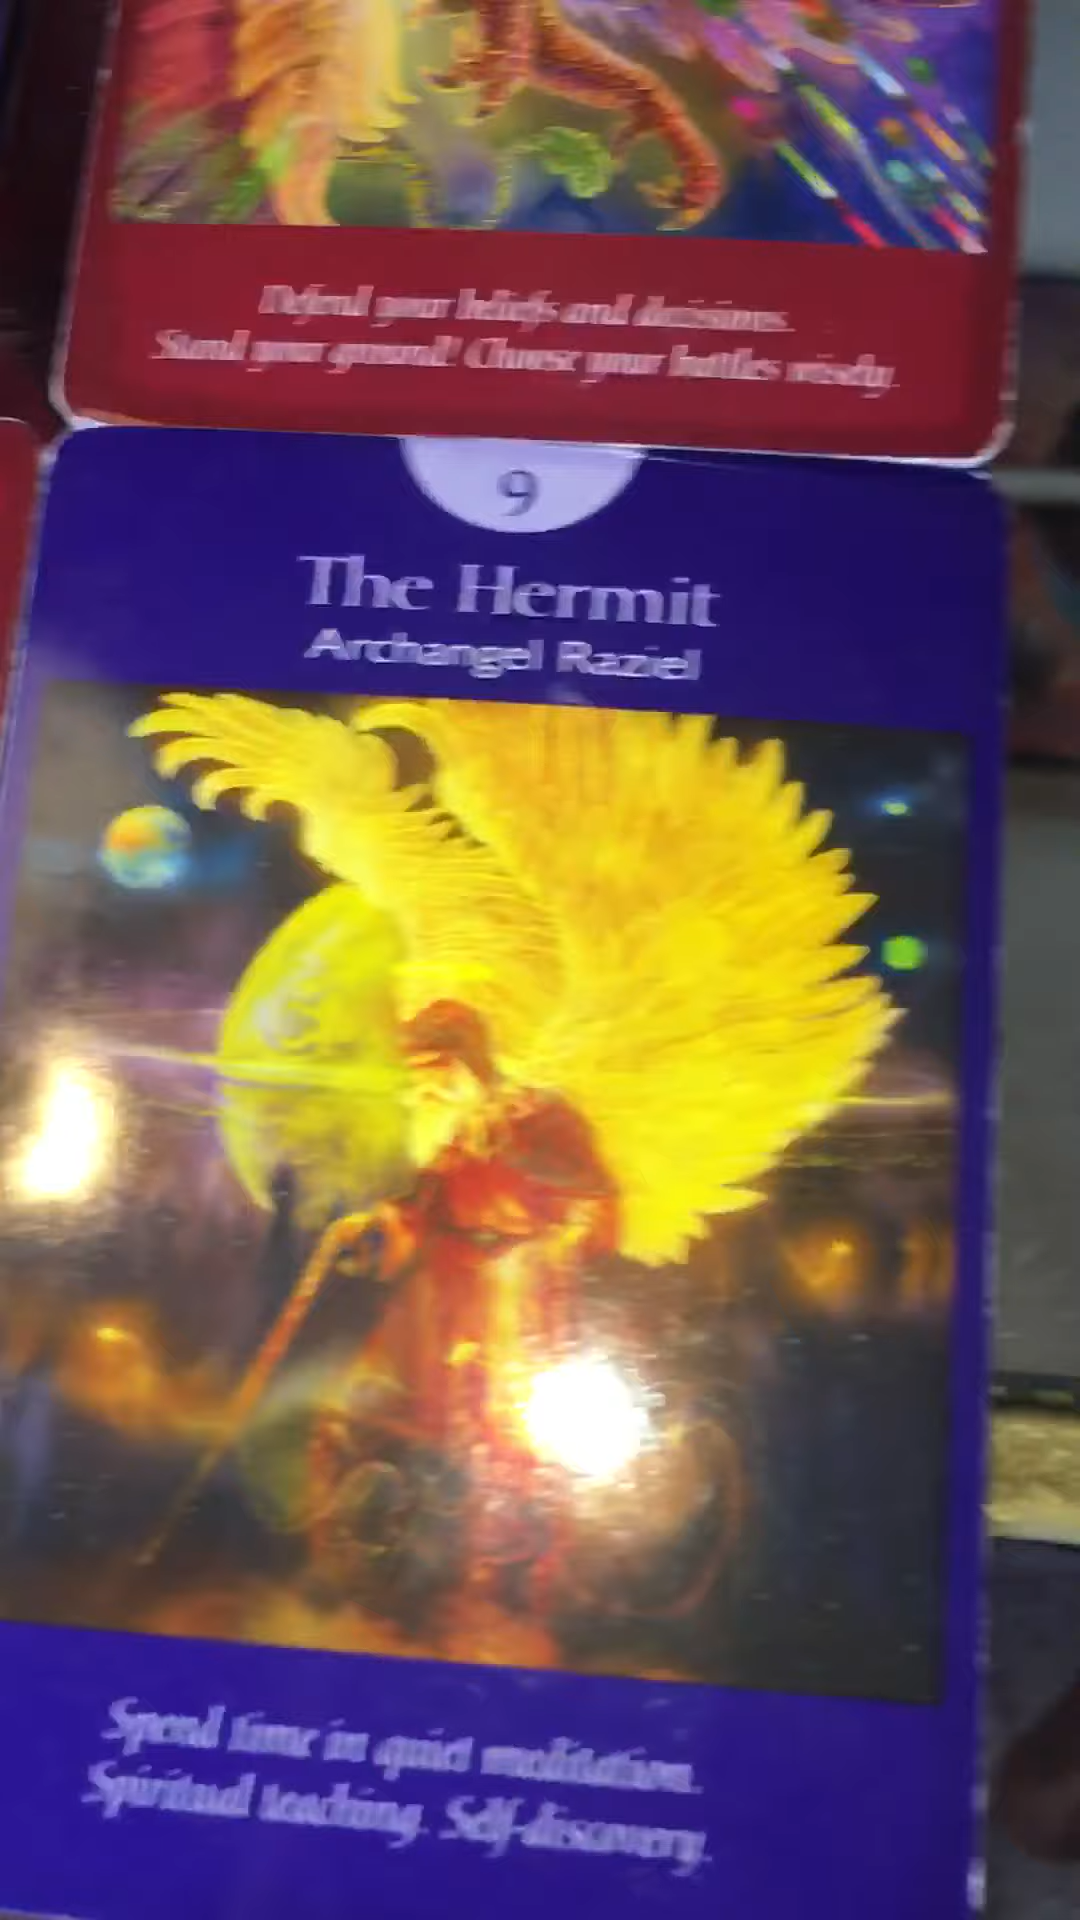 Defend your beliefs and decisions.
Stand your ground! Choose your battles wisely.
9
The Hermit
Archangel Raziel
Spend time in quiet meditation.
Spiritual teaching. Self-discovery.